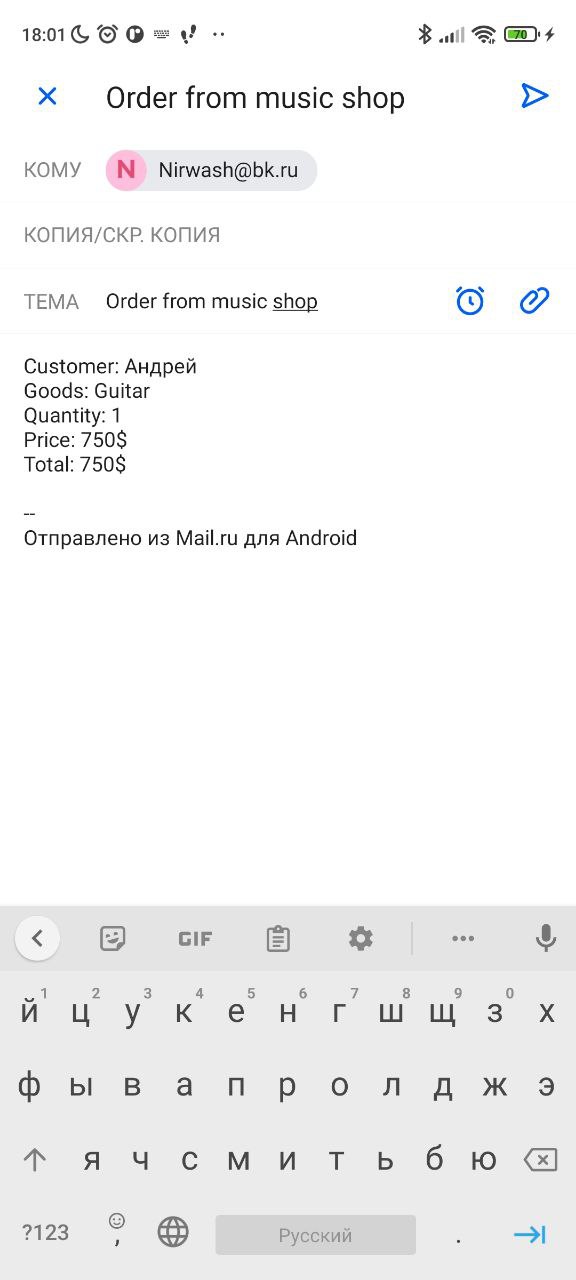 18:01 70
Order from music shop
КОМУ N Nirwash@bk.ru
КОПИЯ/СКР. КОПИЯ
ТЕМА Order from music shop
Customer: Андрей
Goods: Guitar
Quantity: 1
Price: 750$
Total: 750$
--
Отправлено из Mail.ru для Android
GIF
й1 ц2 у3 к4 е5 н6 г7 ш8 щ9 з0 х
ф ы в а п р о л д ж э
я ч с м и т ь б ю
?123 , Русский .